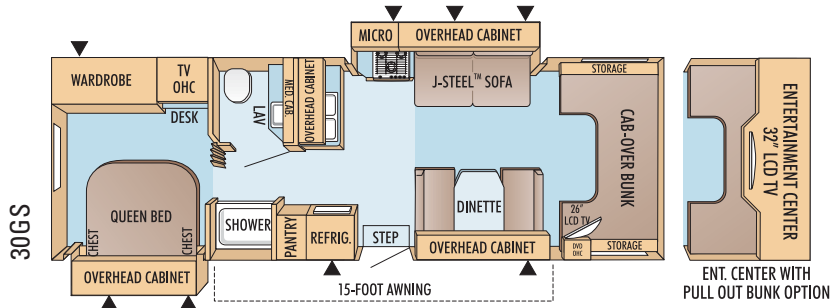 30GS
WARDROBE
TV
OHC
DESK
QUEEN BED
CHEST
CHEST
OVERHEAD CABINET
LAV
MED. CAB.
OVERHEAD CABINET
SHOWER
PANTRY
REFRIG.
STEP
15-FOOT AWNING
MICRO
OVERHEAD CABINET
J-STEEL™ SOFA
DINETTE
OVERHEAD CABINET
STORAGE
CAB-OVER BUNK
26"
LCD TV
DVD
OHC
STORAGE
ENTERTAINMENT CENTER
32" LCD TV
ENT. CENTER WITH
PULL OUT BUNK OPTION